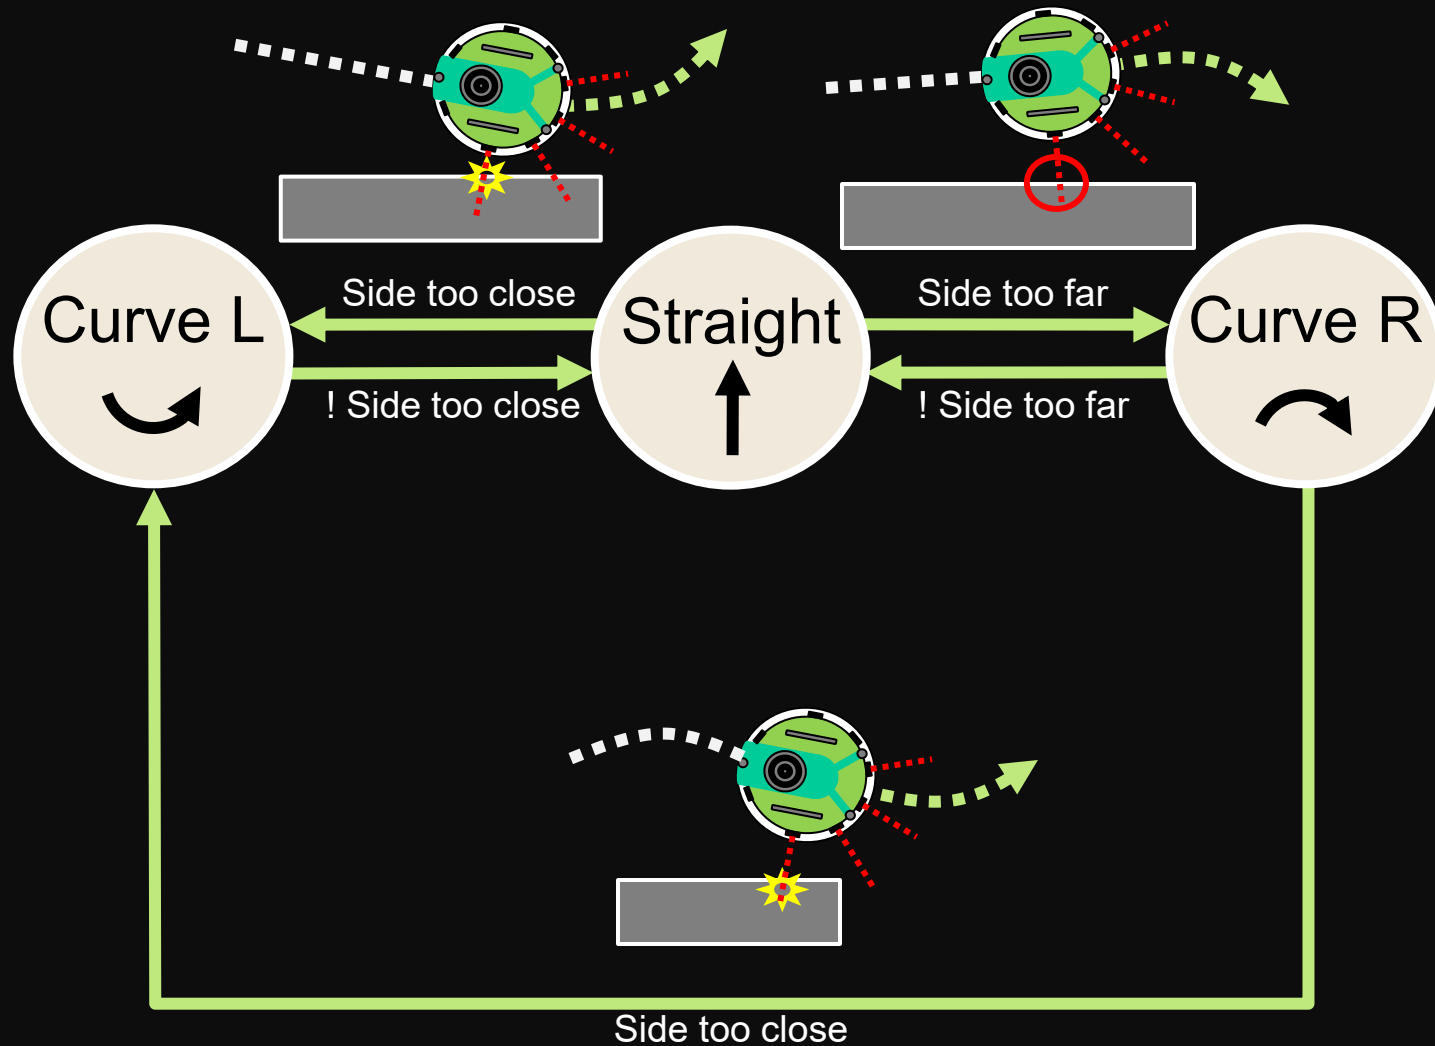 Side too close
Side too far
Curve L
Straight
Curve R
! Side too close
! Side too far
Side too close